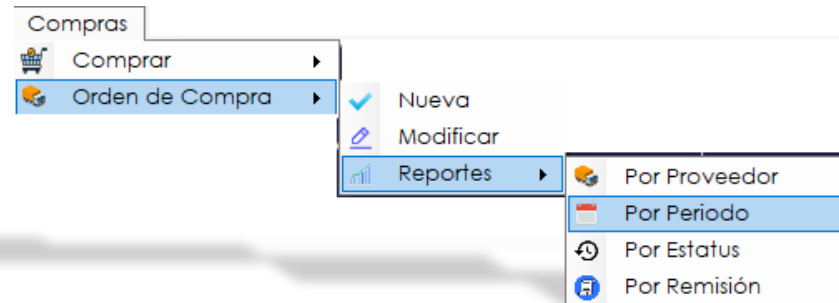 Compras
Comprar
Orden de Compra
Nueva
Modificar
Reportes
Por Proveedor
Por Periodo
Por Estatus
Por Remisión